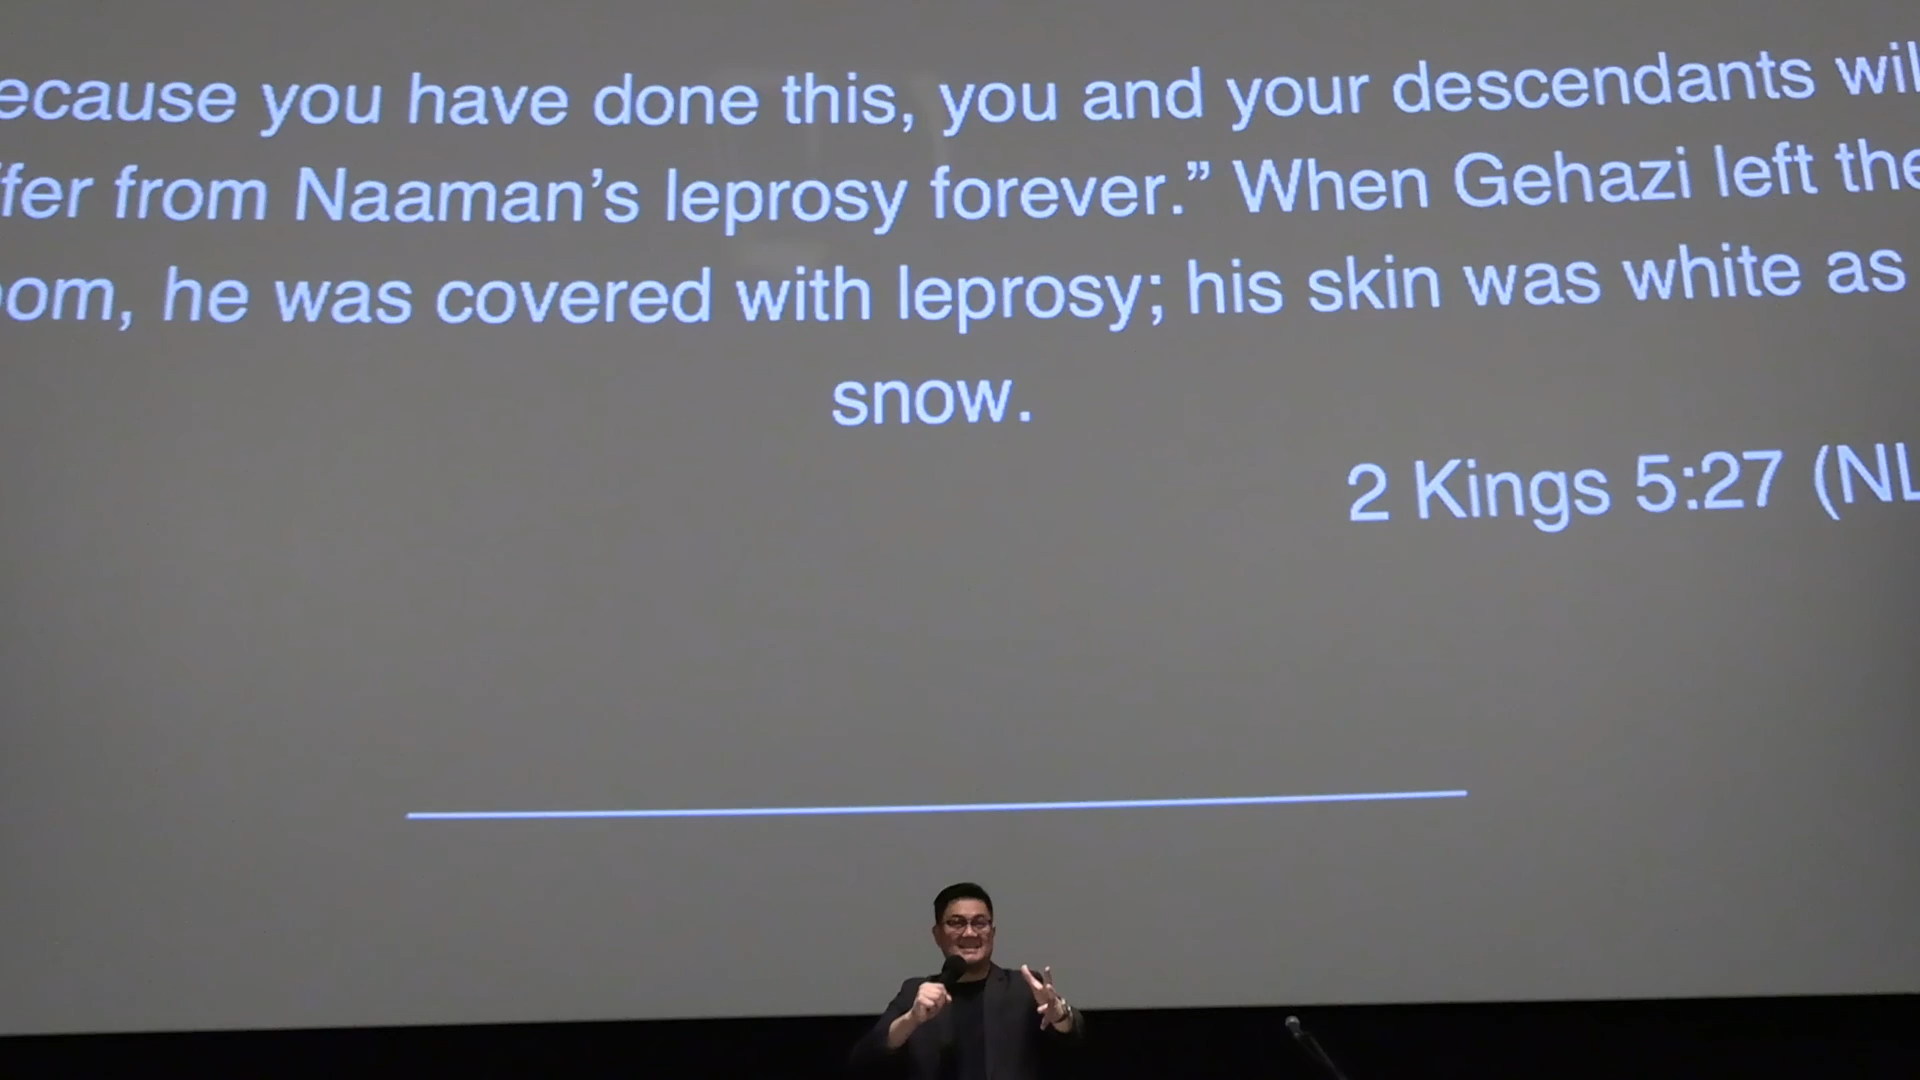 ecause you have done this, you and your descendants wil
ffer from Naaman’s leprosy forever.” When Gehazi left the
oom, he was covered with leprosy; his skin was white as
snow.
2 Kings 5:27 (NL